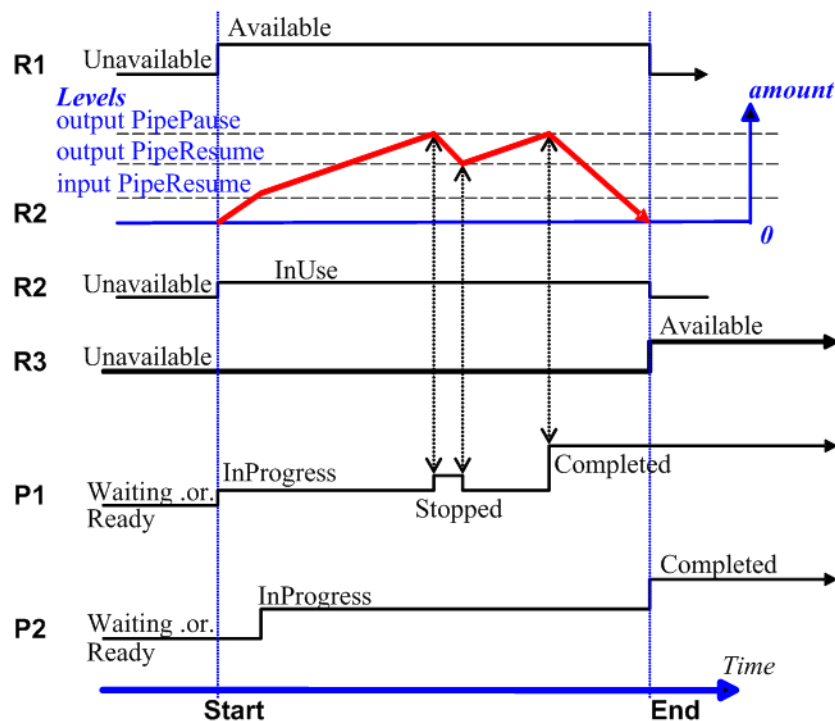 Available
R1
Unavailable
Levels
amount
output PipePause
output PipeResume
input PipeResume
R2
0
InUse
R2
Unavailable
Available
R3
Unavailable
InProgress
Completed
P1
Waiting .or.
Ready
Stopped
Completed
InProgress
P2
Waiting .or.
Ready
Time
Start
End